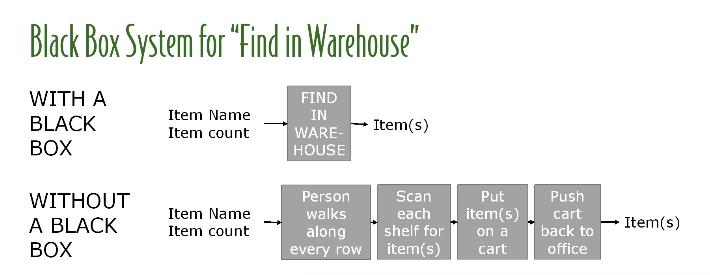 Black Box System for “Find in Warehouse”
WITH A
BLACK
BOX
Item Name
Item count
FIND
IN
WARE-
HOUSE
Item(s)
WITHOUT
A BLACK
BOX
Item Name
Item count
Person
walks
along
every row
Scan
each
shelf for
item(s)
Put
item(s)
on a
cart
Push
cart
back to
office
Item(s)